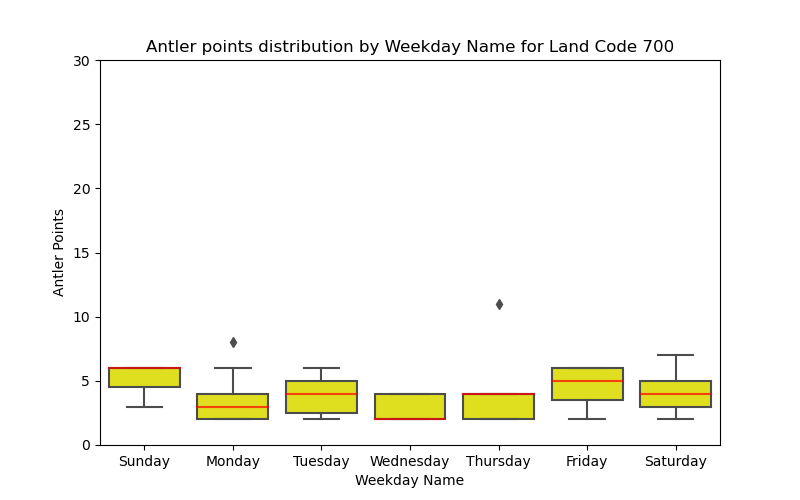 Antler points distribution by Weekday Name for Land Code 700
30
25
20
15
10
5
0
Antler Points
Sunday Monday Tuesday Wednesday Thursday Friday Saturday
Weekday Name